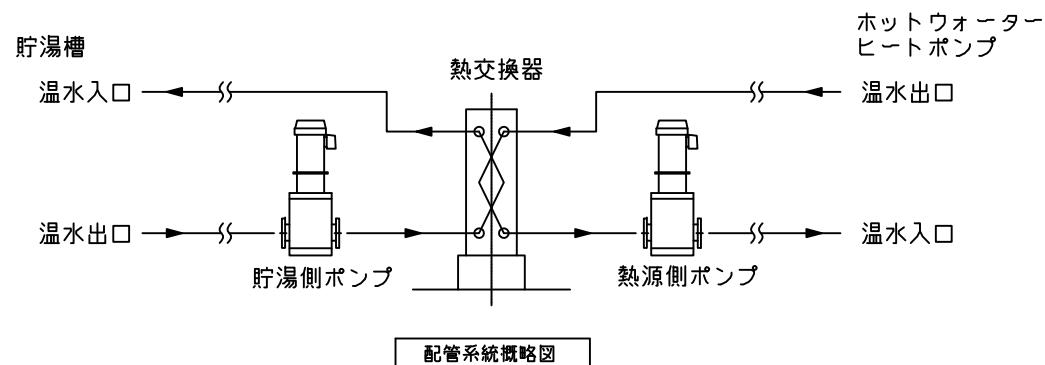 貯湯槽
温水入口
温水出口
貯湯側ポンプ
熱交換器
熱源側ポンプ
ホットウォーター
ヒートポンプ
温水出口
温水入口
配管系統概略図